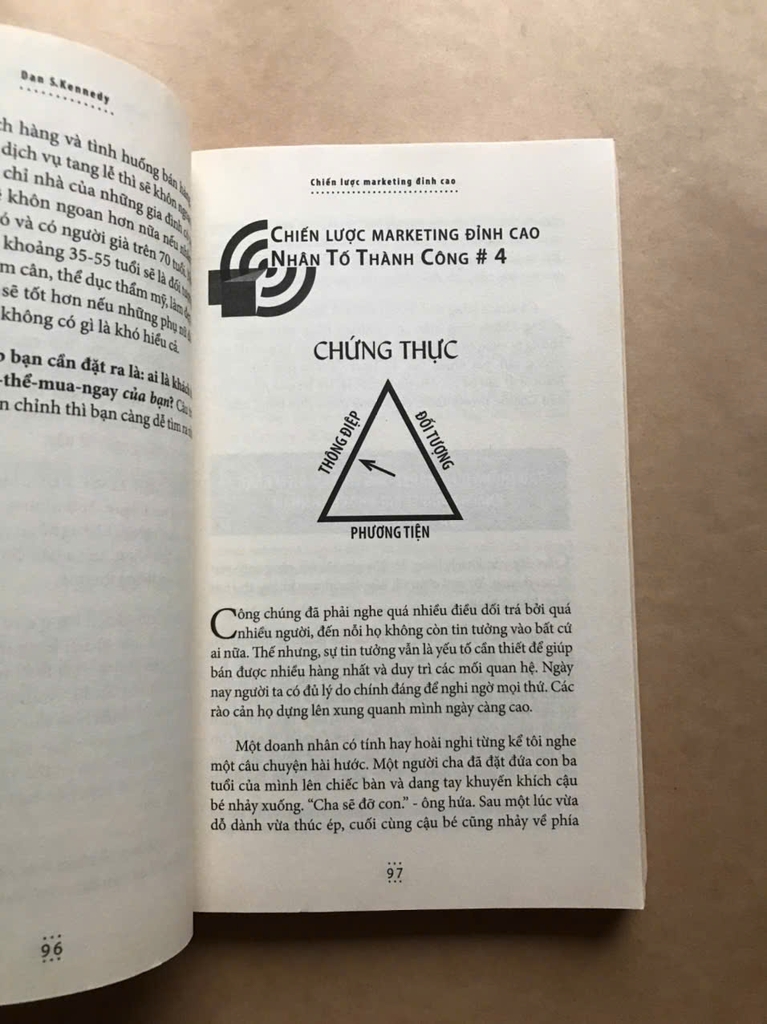 Dan S.Kennedy
hàng và tình huống bán hàng
dịch vụ tang lễ thì sẽ khôn ngoan
chỉ nhà của những gia đình
khôn ngoan hơn nữa nếu
và có người già trên 70 tuổi.
khoảng 35-55 tuổi sẽ là đối tượng
cân, thể dục thẩm mỹ, làm đẹp
sẽ tốt hơn nếu những phụ nữ
không có gì là khó hiểu cả.
bạn cần đặt ra là: ai là khách
-thể-mua-ngay của bạn? Câu
chỉnh thì bạn càng dễ tìm ra
96
Chiến lược marketing đỉnh cao
CHIẾN LƯỢC MARKETING ĐỈNH CAO
NHÂN TỐ THÀNH CÔNG # 4
CHỨNG THỰC
THÔNG ĐIỆP
ĐỐI TƯỢNG
PHƯƠNG TIỆN
Công chúng đã phải nghe quá nhiều điều dối trá bởi quá
nhiều người, đến nỗi họ không còn tin tưởng vào bất cứ
ai nữa. Thế nhưng, sự tin tưởng vẫn là yếu tố cần thiết để giúp
bán được nhiều hàng nhất và duy trì các mối quan hệ. Ngày
nay người ta có đủ lý do chính đáng để nghi ngờ mọi thứ. Các
rào cản họ dựng lên xung quanh mình ngày càng cao.
Một doanh nhân có tính hay hoài nghi từng kể tôi nghe
một câu chuyện hài hước. Một người cha đã đặt đứa con ba
tuổi của mình lên chiếc bàn và dang tay khuyến khích cậu
bé nhảy xuống. “Cha sẽ đỡ con.” - ông hứa. Sau một lúc vừa
dỗ dành vừa thúc ép, cuối cùng cậu bé cũng nhảy về phía
97